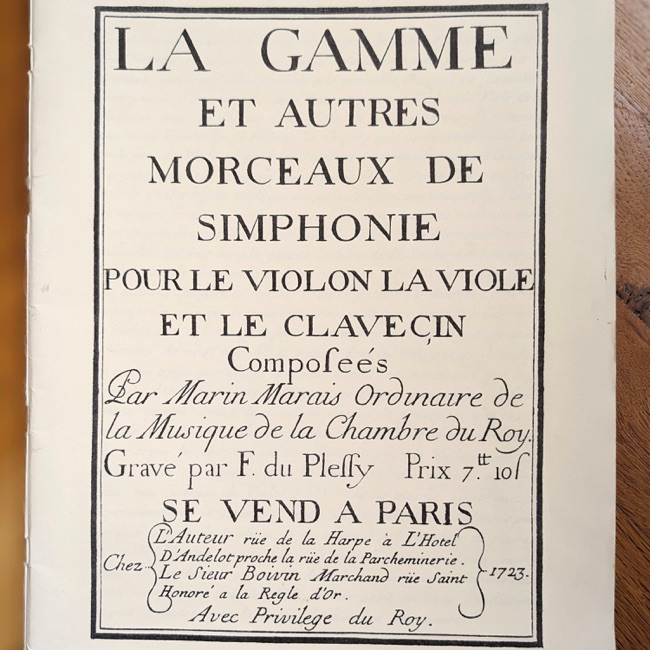 LA GAMME
ET AUTRES
MORCEAUX DE
SIMPHONIE
POUR LE VIOLON LA VIOLE
ET LE CLAVEÇIN
Compoſeés
Par Marin Marais Ordinaire de
la Musique de la Chambre du Roy.
Gravé par F. du Pleſſy Prix 7.tt 10ſ
SE VEND A PARIS
L'Auteur rüe de la Harpe à L'Hotel
D'Andelot proche la rüe de la Parcheminerie.
Chez Le Sieur Boivin Marchand rüe Saint 1723.
Honoré a la Regle d'Or.
Avec Privilege du Roy.